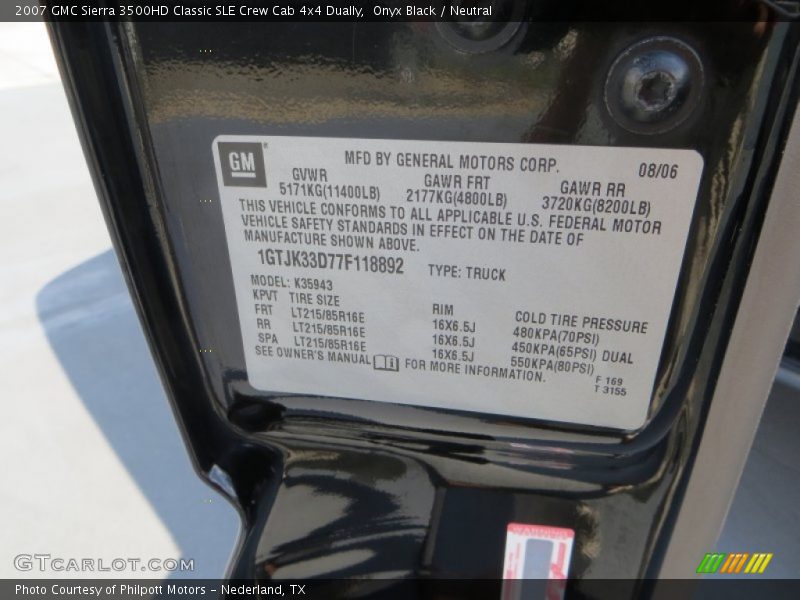 2007 GMC Sierra 3500HD Classic SLE Crew Cab 4x4 Dually,  Onyx Black / Neutral
GM
MFD BY GENERAL MOTORS CORP. 08/06
GVWR GAWR FRT GAWR RR
5171KG(11400LB) 2177KG(4800LB) 3720KG(8200LB)
THIS VEHICLE CONFORMS TO ALL APPLICABLE U.S. FEDERAL MOTOR
VEHICLE SAFETY STANDARDS IN EFFECT ON THE DATE OF
MANUFACTURE SHOWN ABOVE.
1GTJK33D77F118892 TYPE: TRUCK
MODEL: K35943
KPVT TIRE SIZE RIM COLD TIRE PRESSURE
FRT LT215/85R16E 16X6.5J 480KPA(70PSI)
RR LT215/85R16E 16X6.5J 450KPA(65PSI) DUAL
SPA LT215/85R16E 16X6.5J 550KPA(80PSI)
SEE OWNER'S MANUAL FOR MORE INFORMATION.
F 169
T 3155
GTCarLot.com
Photo Courtesy of Philpott Motors - Nederland, TX